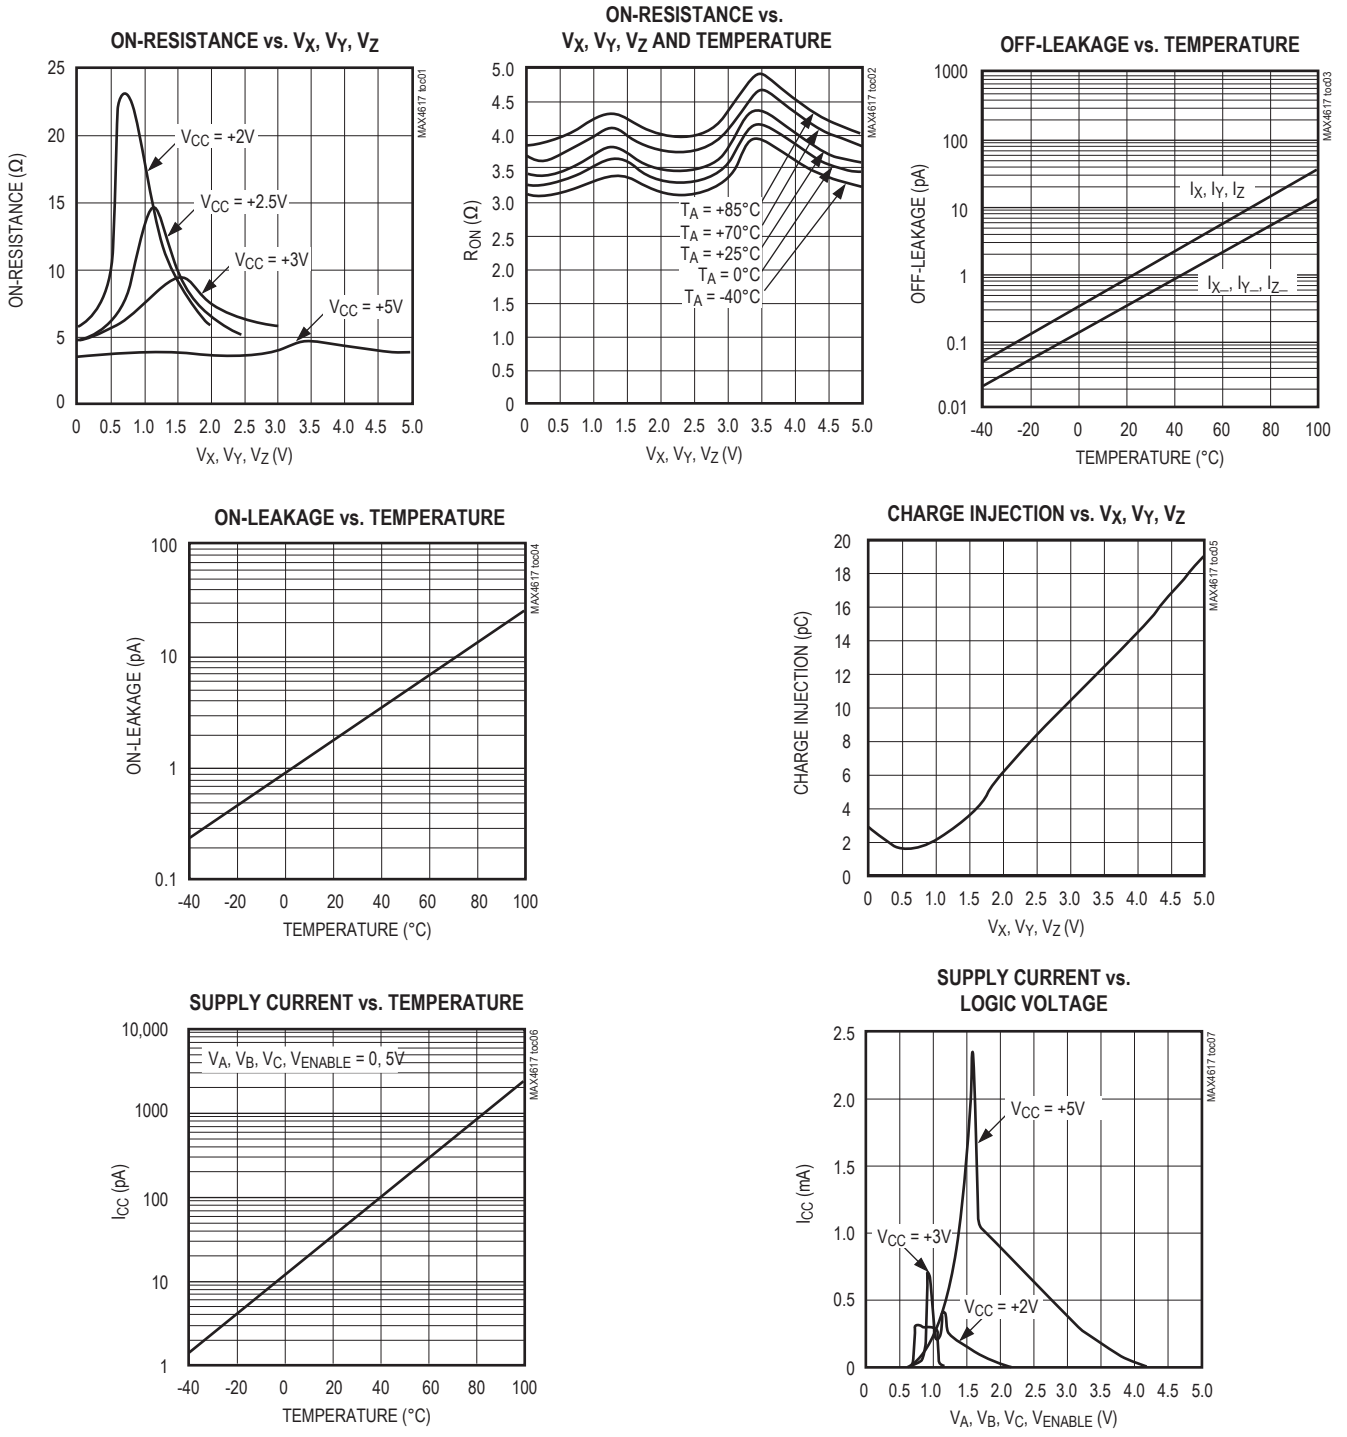 ON-RESISTANCE vs. VX, VY, VZ
25
20
15
10
5
0
ON-RESISTANCE (Ω)
VCC = +2V
VCC = +2.5V
VCC = +3V
VCC = +5V
MAX4617 toc01
0 0.5 1.0 1.5 2.0 2.5 3.0 3.5 4.0 4.5 5.0
VX, VY, VZ (V)
ON-RESISTANCE vs.
VX, VY, VZ AND TEMPERATURE
5.0
4.5
4.0
3.5
3.0
2.5
2.0
1.5
1.0
0.5
0
RON (Ω)
TA = +85°C
TA = +70°C
TA = +25°C
TA = 0°C
TA = -40°C
MAX4617 toc02
0 0.5 1.0 1.5 2.0 2.5 3.0 3.5 4.0 4.5 5.0
VX, VY, VZ (V)
OFF-LEAKAGE vs. TEMPERATURE
1000
100
10
1
0.1
0.01
OFF-LEAKAGE (pA)
IX, IY, IZ
IX_, IY_, IZ_
MAX4617 toc03
-40 -20 0 20 40 60 80 100
TEMPERATURE (°C)
ON-LEAKAGE vs. TEMPERATURE
100
10
1
0.1
ON-LEAKAGE (pA)
MAX4617 toc04
-40 -20 0 20 40 60 80 100
TEMPERATURE (°C)
CHARGE INJECTION vs. VX, VY, VZ
20
18
16
14
12
10
8
6
4
2
0
CHARGE INJECTION (pC)
MAX4617 toc05
0 0.5 1.0 1.5 2.0 2.5 3.0 3.5 4.0 4.5 5.0
VX, VY, VZ (V)
SUPPLY CURRENT vs. TEMPERATURE
10,000
1000
100
10
1
ICC (pA)
VA, VB, VC, VENABLE = 0, 5V
MAX4617 toc06
-40 -20 0 20 40 60 80 100
TEMPERATURE (°C)
SUPPLY CURRENT vs.
LOGIC VOLTAGE
2.5
2.0
1.5
1.0
0.5
0
ICC (mA)
VCC = +5V
VCC = +3V
VCC = +2V
MAX4617 toc07
0 0.5 1.0 1.5 2.0 2.5 3.0 3.5 4.0 4.5 5.0
VA, VB, VC, VENABLE (V)